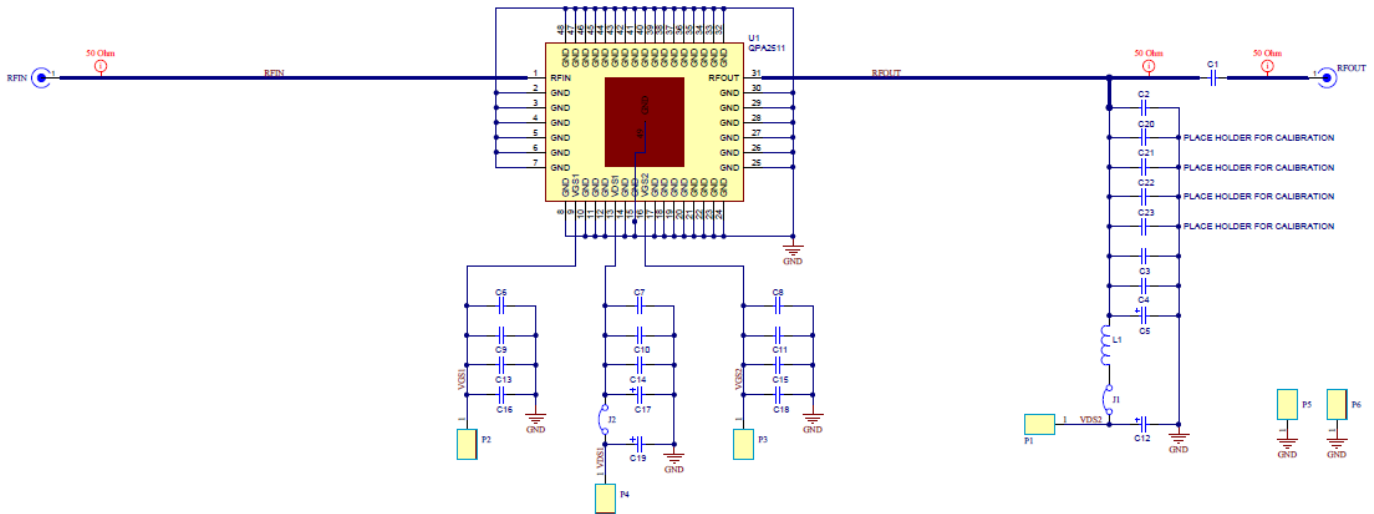 48 47 46 45 44 43 42 41 40 39 38 37 36 35 34 33 32
GND GND GND GND GND GND GND GND GND GND GND GND GND GND GND GND GND
U1
QPA2511
50 Ohm
50 Ohm
50 Ohm
RFIN
1
RFIN
1
RFIN
RFOUT
31
RFOUT
C1
1
RFOUT
2
GND
GND
30
3
GND
GND
29
4
GND
GND
28
5
GND
GND
27
6
GND
GND
26
7
GND
GND
25
GND
49
GND VGS1 GND GND GND VDS1 GND GND VGS2 GND GND GND GND GND GND GND GND
8 9 10 11 12 13 14 15 16 17 18 19 20 21 22 23 24
GND
C2
C20
PLACE HOLDER FOR CALIBRATION
C21
PLACE HOLDER FOR CALIBRATION
C22
PLACE HOLDER FOR CALIBRATION
C23
PLACE HOLDER FOR CALIBRATION
C3
C4
+
C5
L1
J1
P1
1
VDS2
+
C12
GND
C6
C9
C13
C16
VGS1
1
P2
GND
C7
C10
C14
+
C17
J2
+
C19
VDS1
1
P4
GND
C8
C11
C15
C18
VGS2
1
P3
GND
P5
1
GND
P6
1
GND